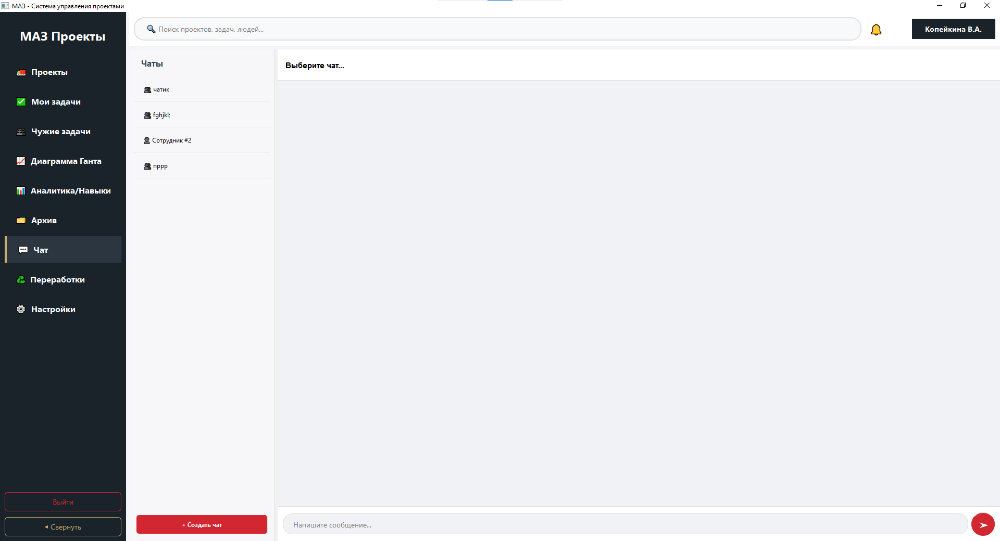 МАЗ - Система управления проектами
МАЗ Проекты
Проекты
Мои задачи
Чужие задачи
Диаграмма Ганта
Аналитика/Навыки
Архив
Чат
Переработки
Настройки
Выйти
Свернуть
Поиск проектов, задач, людей...
Копейкина В.А.
Чаты
чатик
fghjkl;
Сотрудник #2
пррр
+ Создать чат
Выберите чат...
Напишите сообщение...